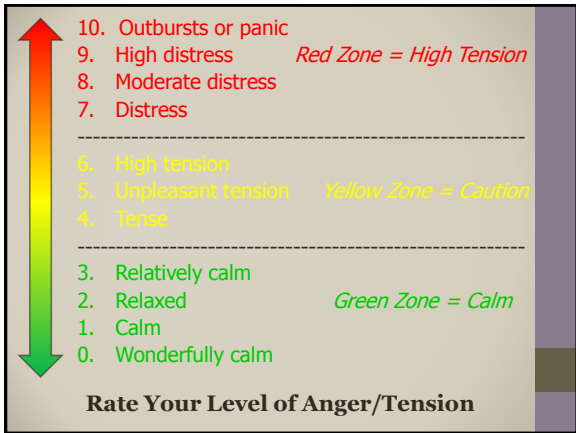 10. Outbursts or panic
9. High distress Red Zone = High Tension
8. Moderate distress
7. Distress
----------------------------------------------------------------
6. High tension
5. Unpleasant tension Yellow Zone = Caution
4. Tense
----------------------------------------------------------------
3. Relatively calm
2. Relaxed Green Zone = Calm
1. Calm
0. Wonderfully calm
Rate Your Level of Anger/Tension